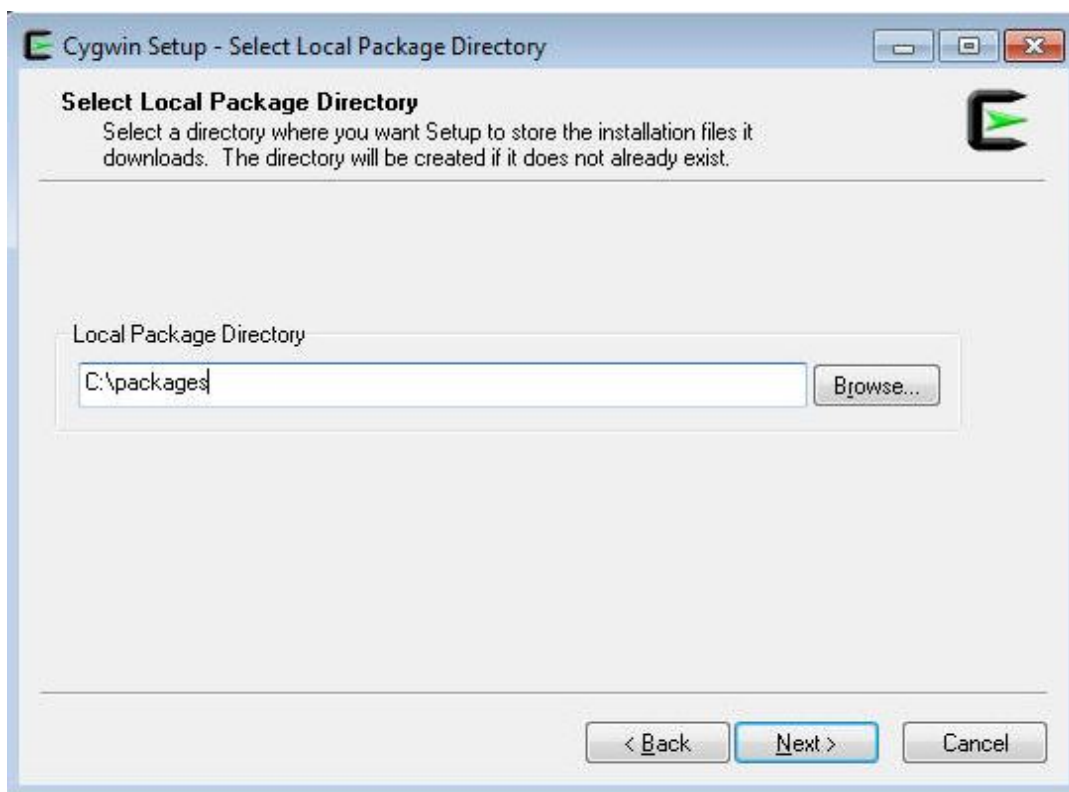 Cygwin Setup - Select Local Package Directory
Select Local Package Directory
Select a directory where you want Setup to store the installation files it
downloads. The directory will be created if it does not already exist.
Local Package Directory
C:\packages
Browse...
< Back
Next >
Cancel